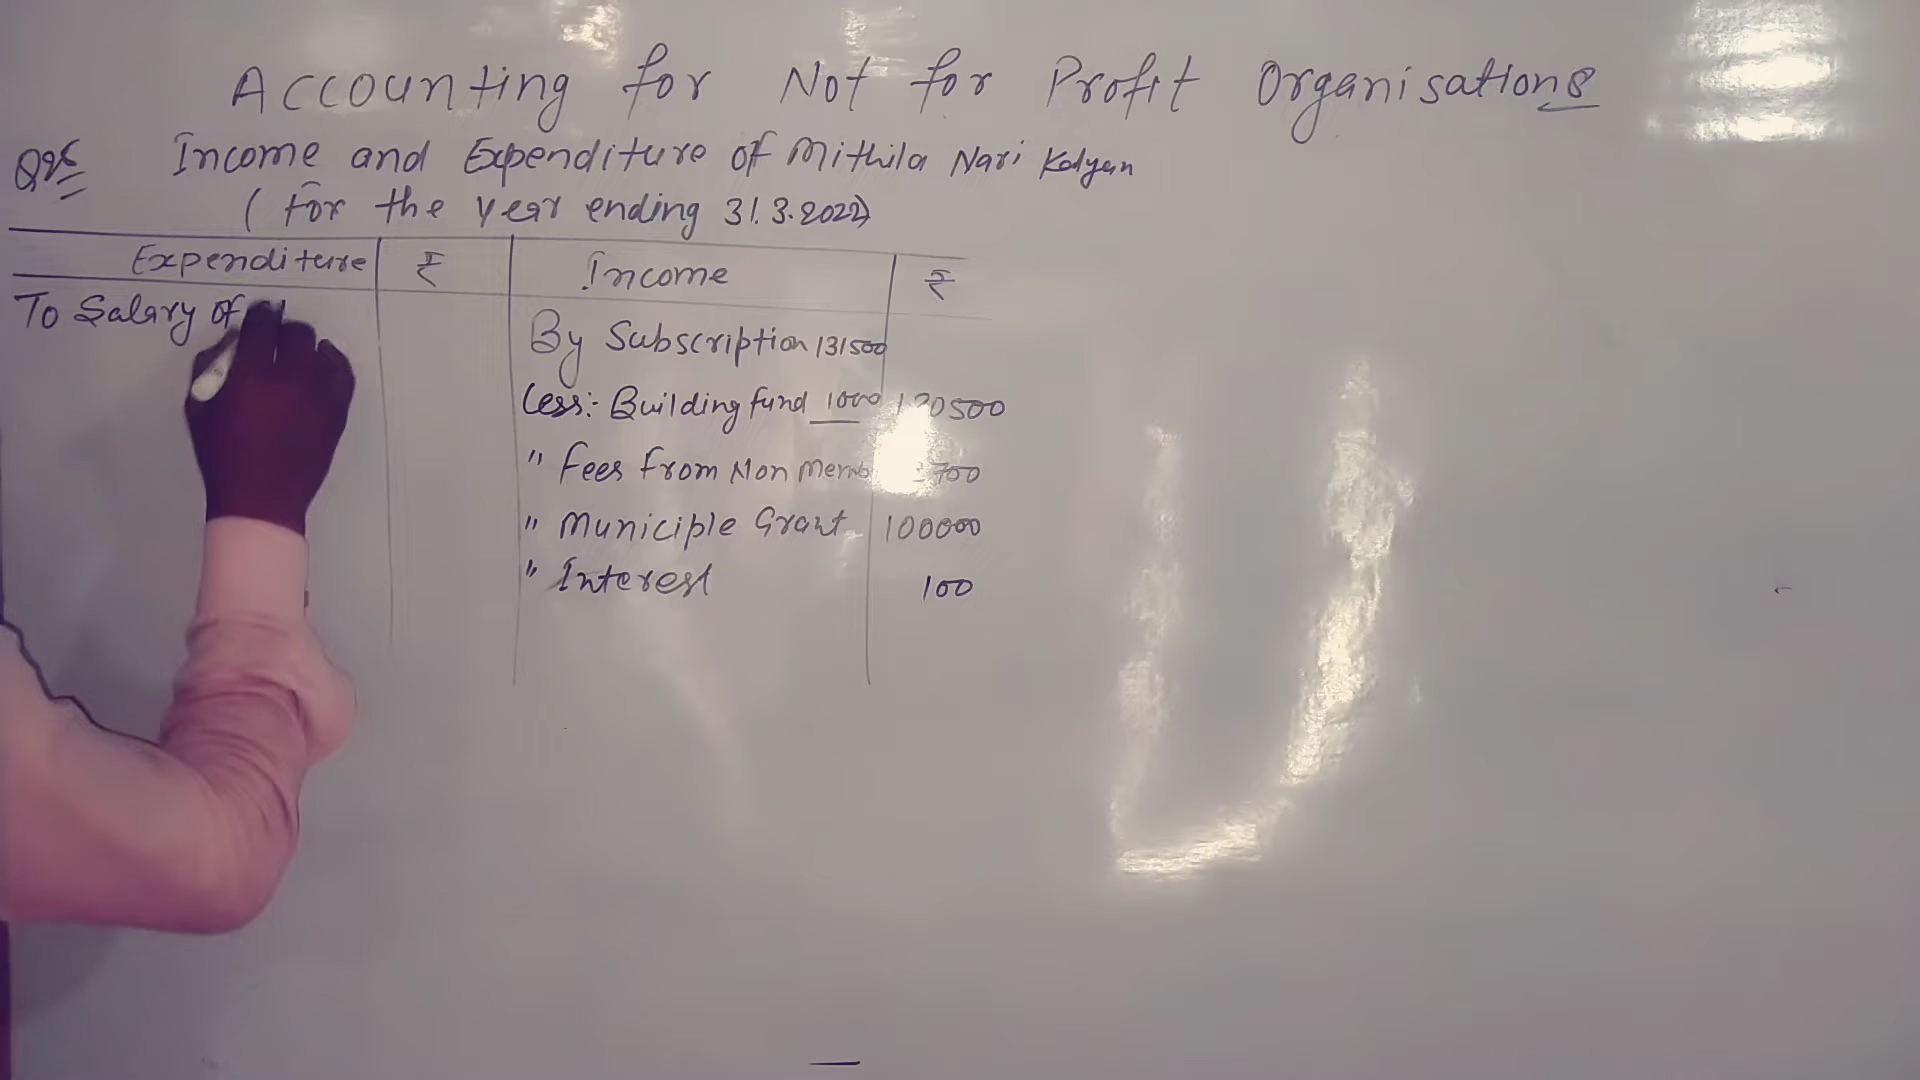 Accounting for Not for Profit Organisations
Income and Expenditure of Mithila Nari Kalyan
(For the year ending 31.3.2022)
Expenditure ₹ Income ₹
To Salary of
By Subscription 131500
Less:- Building fund 1000
" Fees from Non Memb 700
" Municiple Grant 100000
" Interest 100